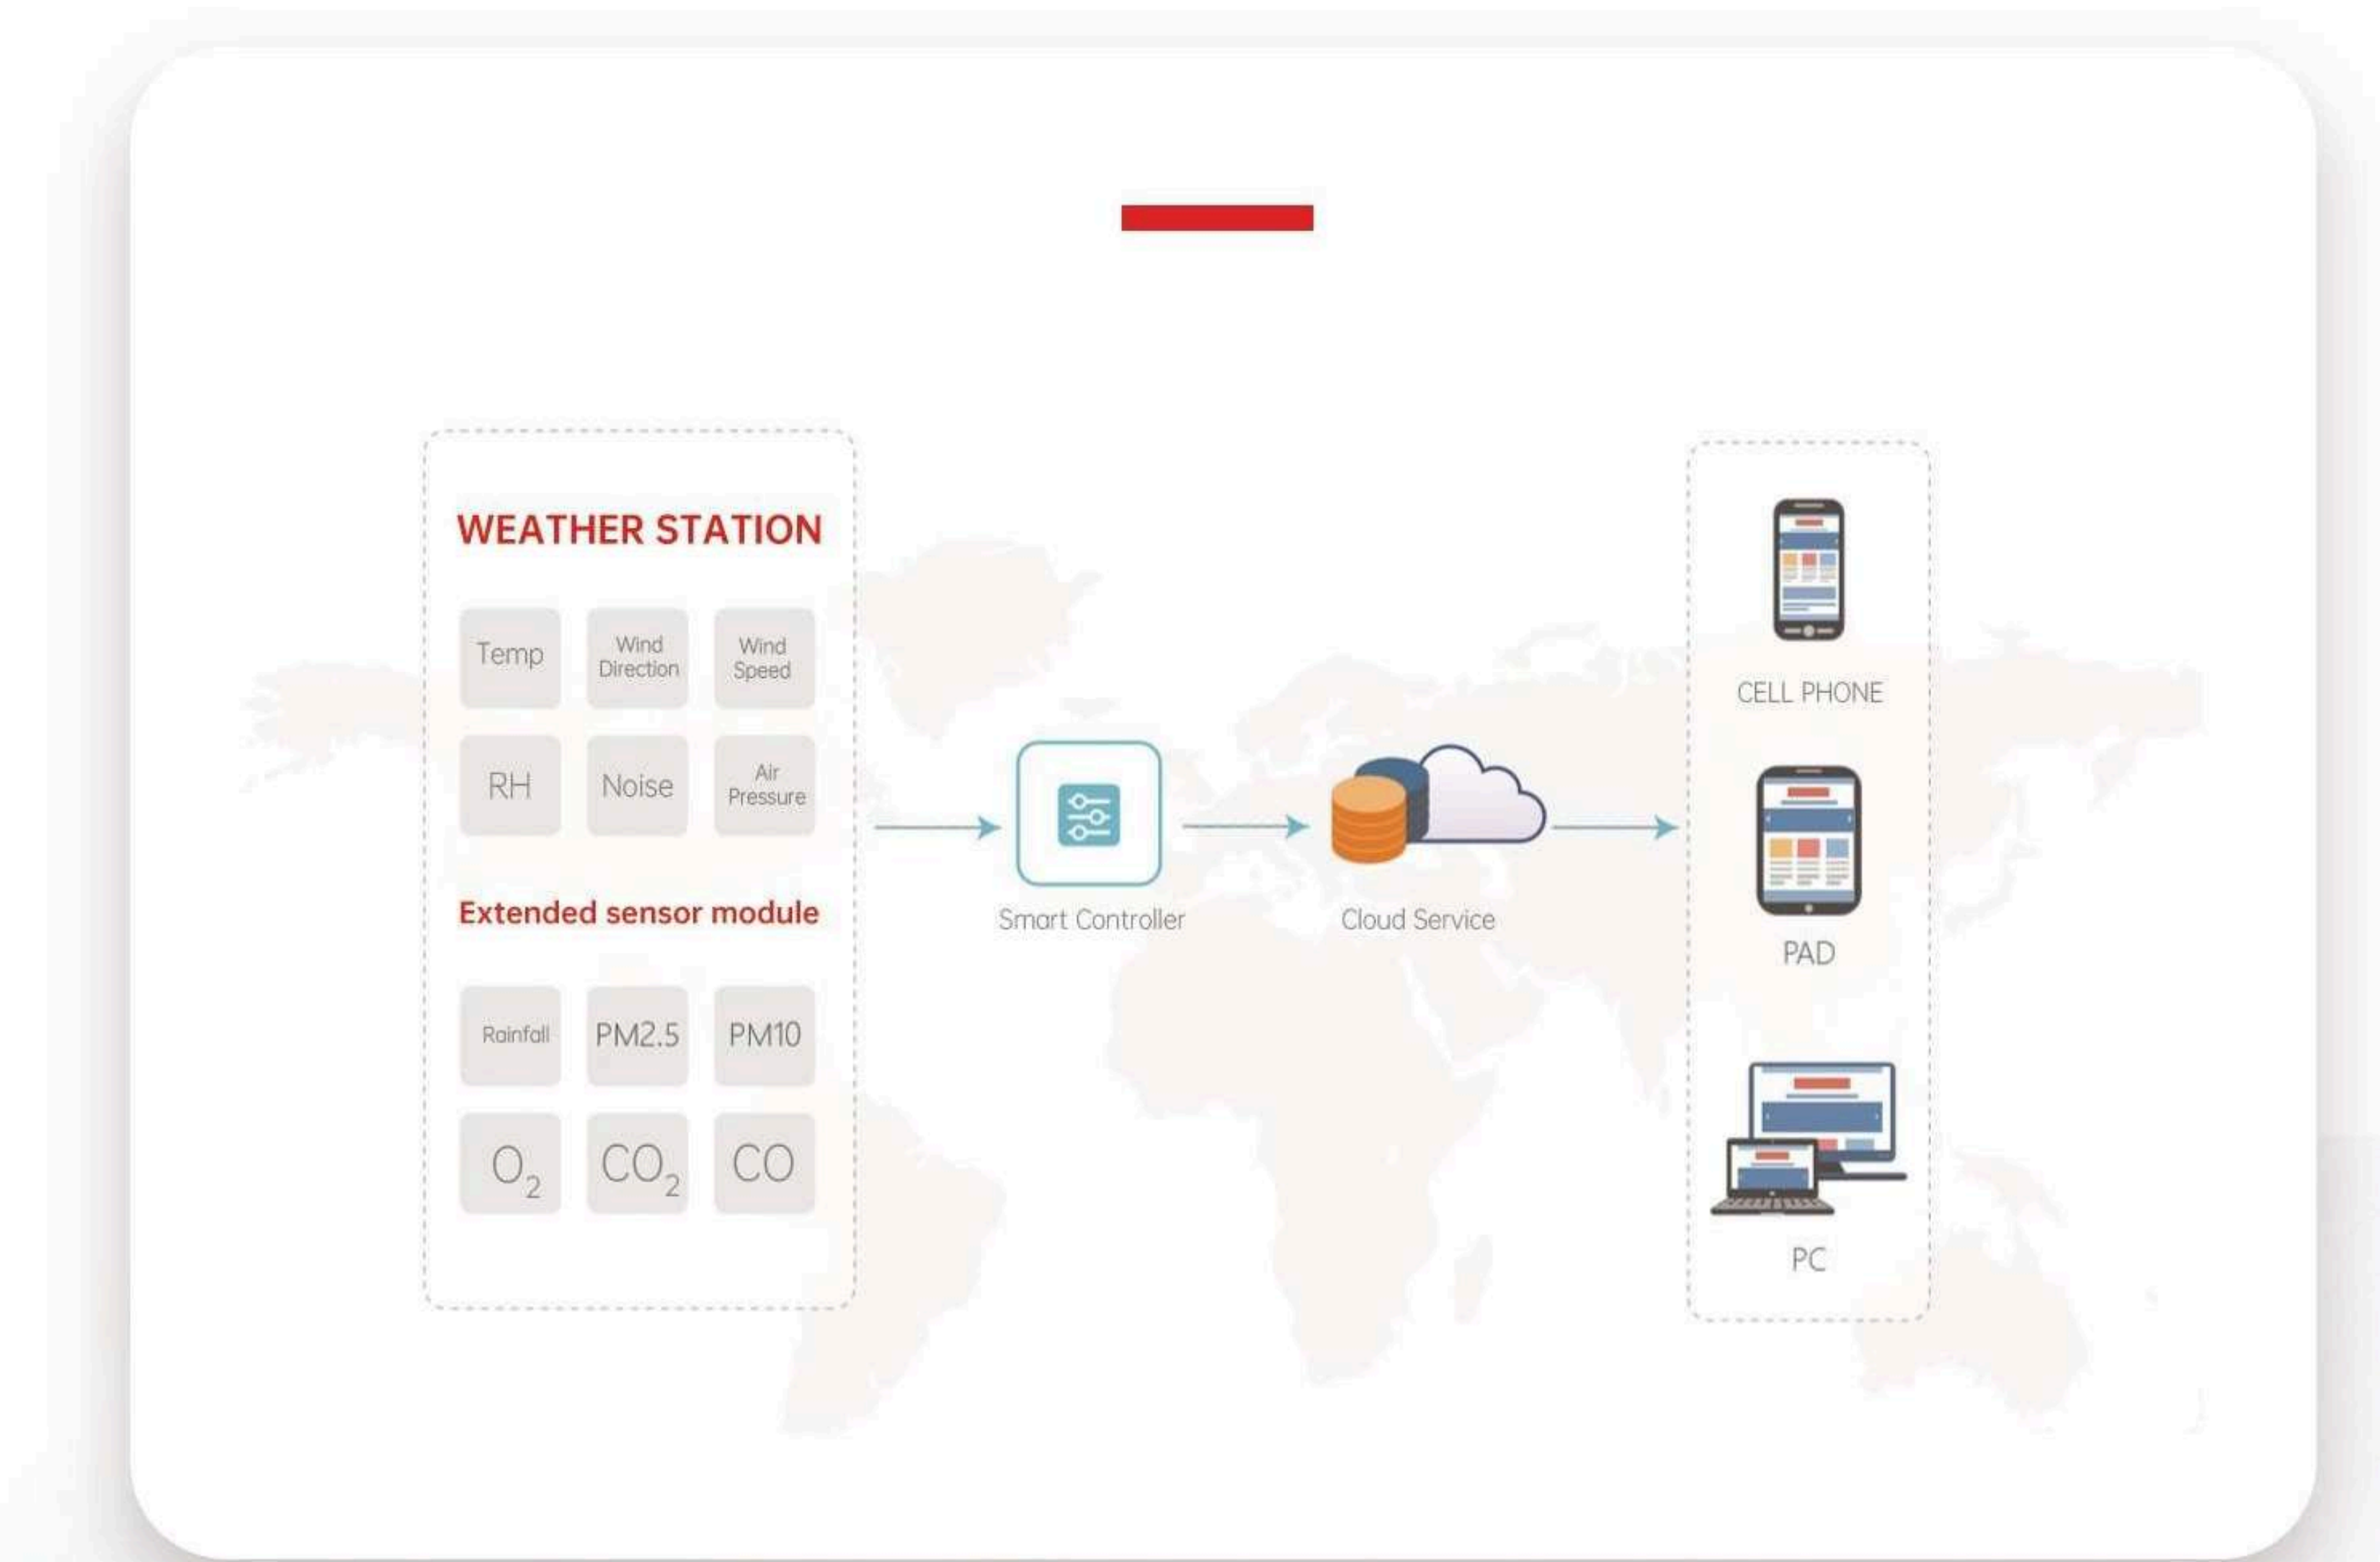 WEATHER STATION
Temp
Wind
Direction
Wind
Speed
RH
Noise
Air
Pressure
Extended sensor module
Rainfall
PM2.5
PM10
O₂
CO₂
CO
Smart Controller
Cloud Service
CELL PHONE
PAD
PC